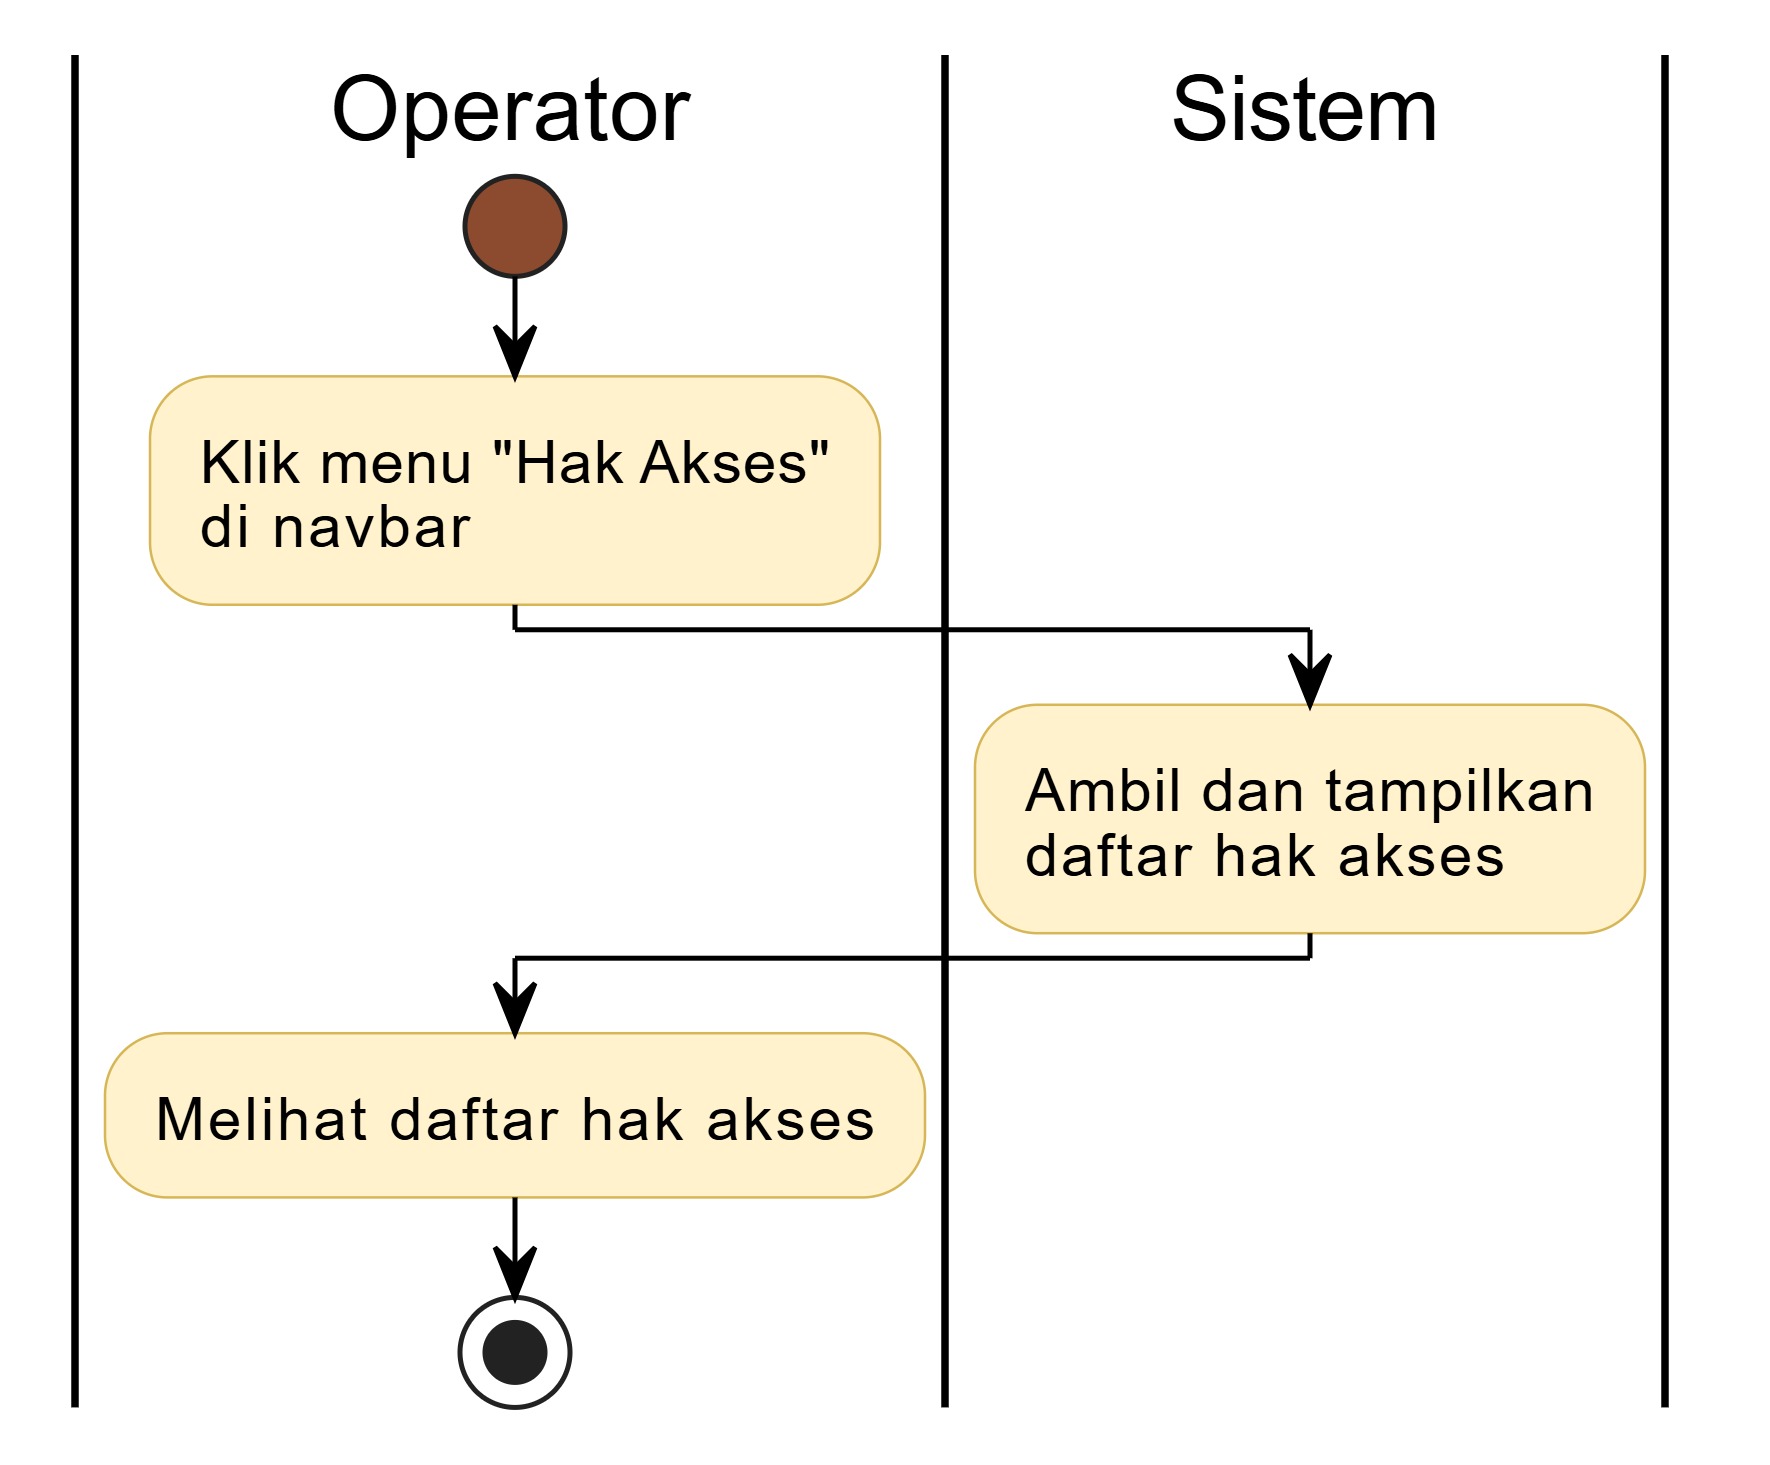 Operator
Sistem
Klik menu "Hak Akses"
di navbar
Ambil dan tampilkan
daftar hak akses
Melihat daftar hak akses